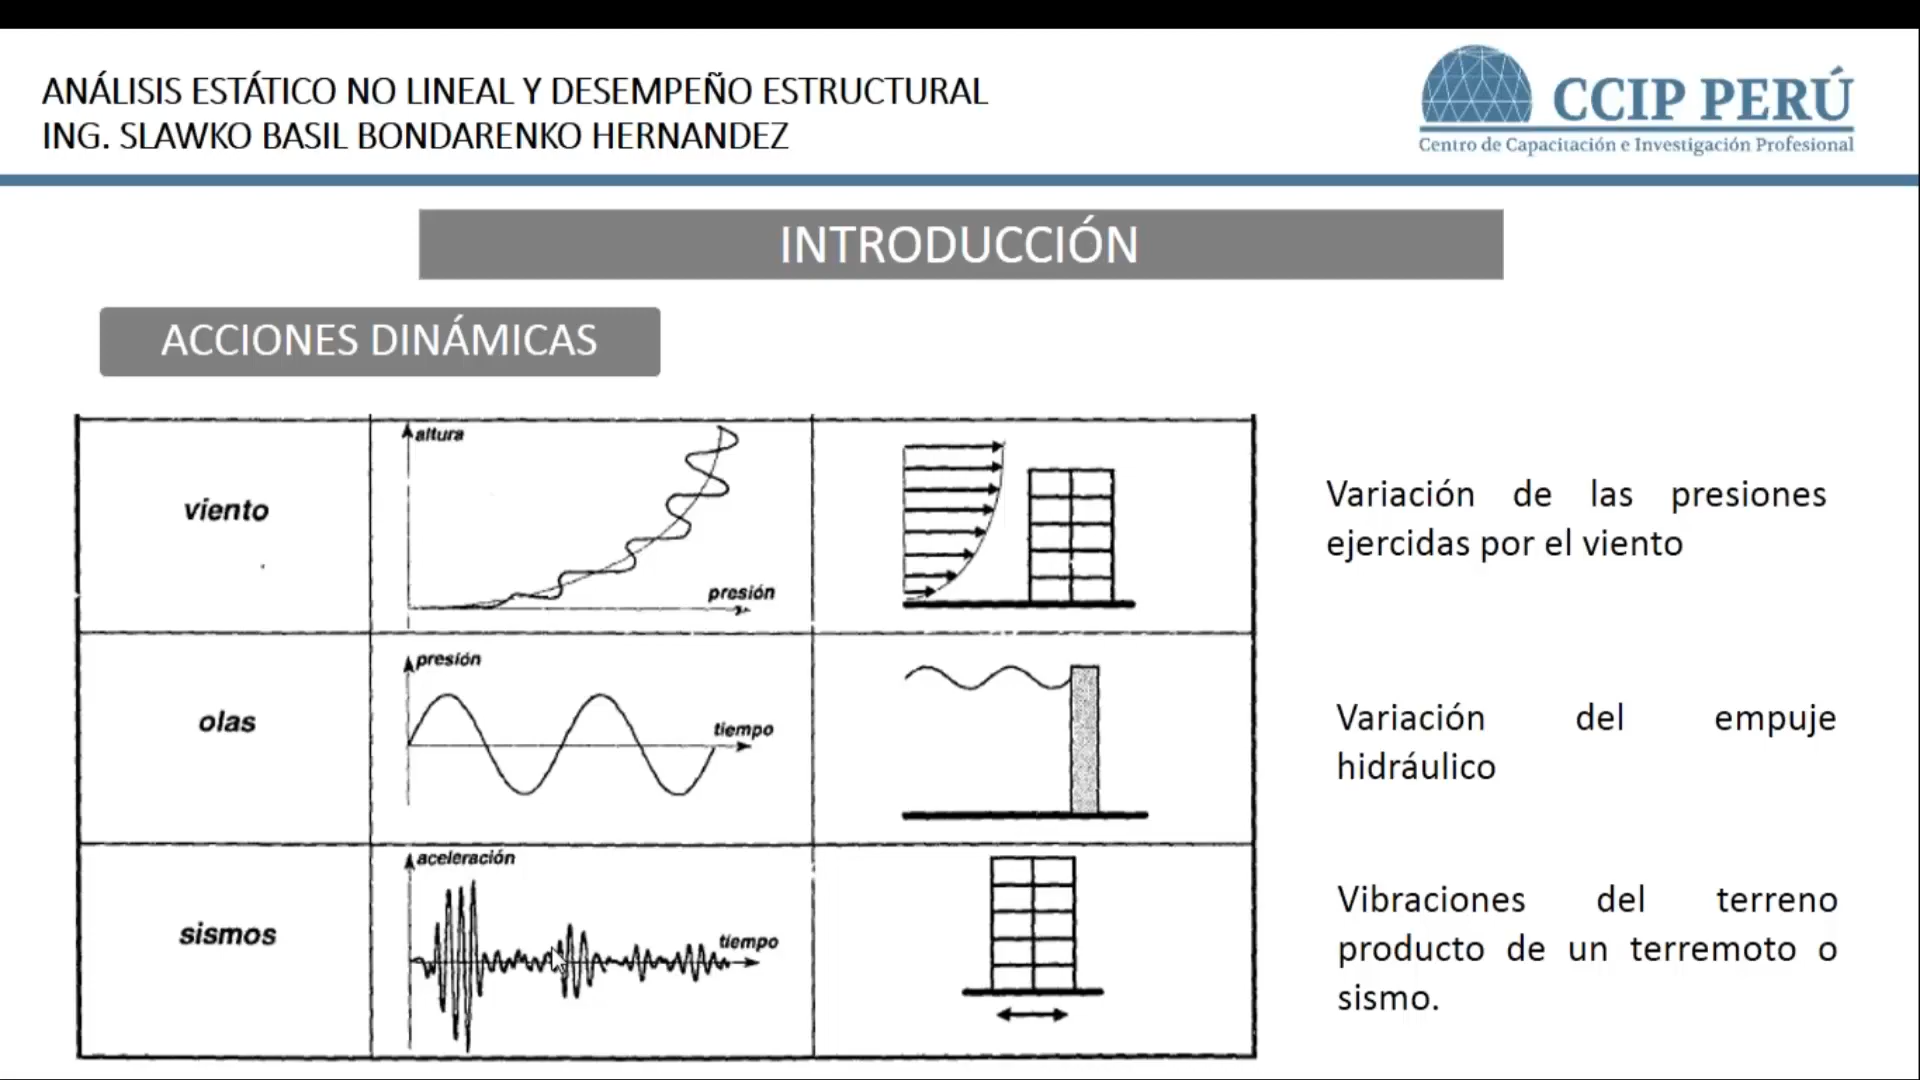 ANÁLISIS ESTÁTICO NO LINEAL Y DESEMPEÑO ESTRUCTURAL
ING. SLAWKO BASIL BONDARENKO HERNANDEZ
CCIP PERÚ
Centro de Capacitación e Investigación Profesional
INTRODUCCIÓN
ACCIONES DINÁMICAS
viento
altura
presión
Variación de las presiones
ejercidas por el viento
olas
presión
tiempo
Variación del empuje
hidráulico
sismos
aceleración
tiempo
Vibraciones del terreno
producto de un terremoto o
sismo.